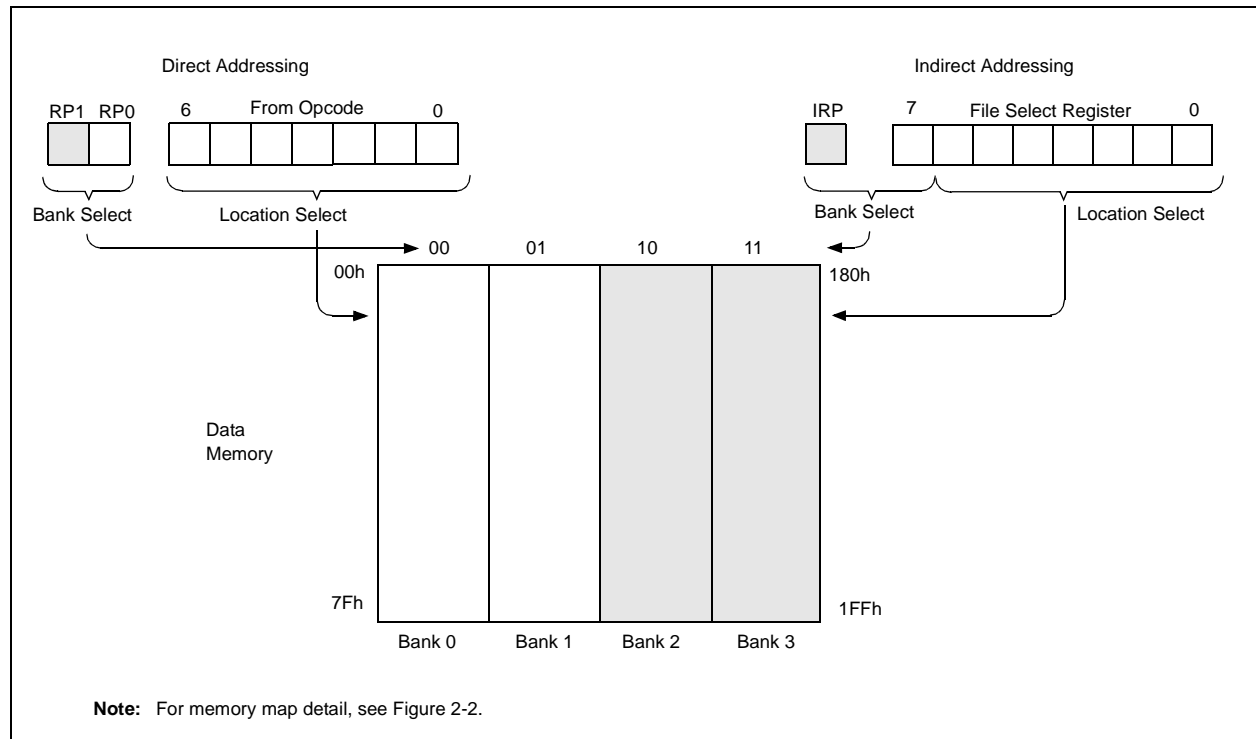 Direct Addressing
Indirect Addressing
RP1 RP0 6 From Opcode 0
IRP 7 File Select Register 0
Bank Select Location Select
Bank Select Location Select
00 01 10 11
00h 180h
Data
Memory
7Fh 1FFh
Bank 0 Bank 1 Bank 2 Bank 3
Note: For memory map detail, see Figure 2-2.